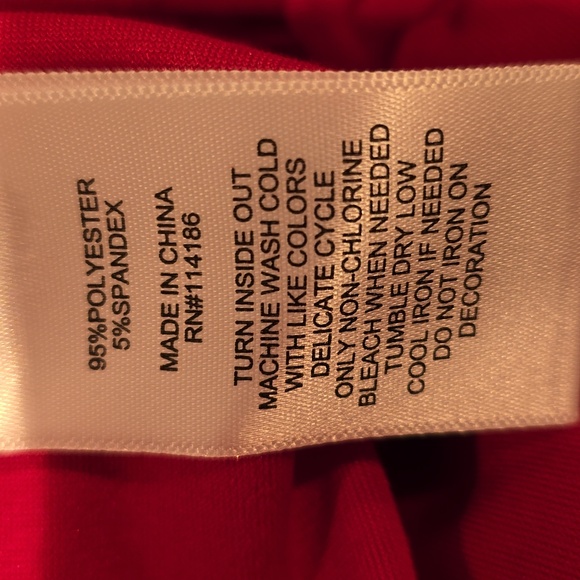 95%POLYESTER
5%SPANDEX
MADE IN CHINA
RN#114186
TURN INSIDE OUT
MACHINE WASH COLD
WITH LIKE COLORS
DELICATE CYCLE
ONLY NON-CHLORINE
BLEACH WHEN NEEDED
TUMBLE DRY LOW
COOL IRON IF NEEDED
DO NOT IRON ON
DECORATION